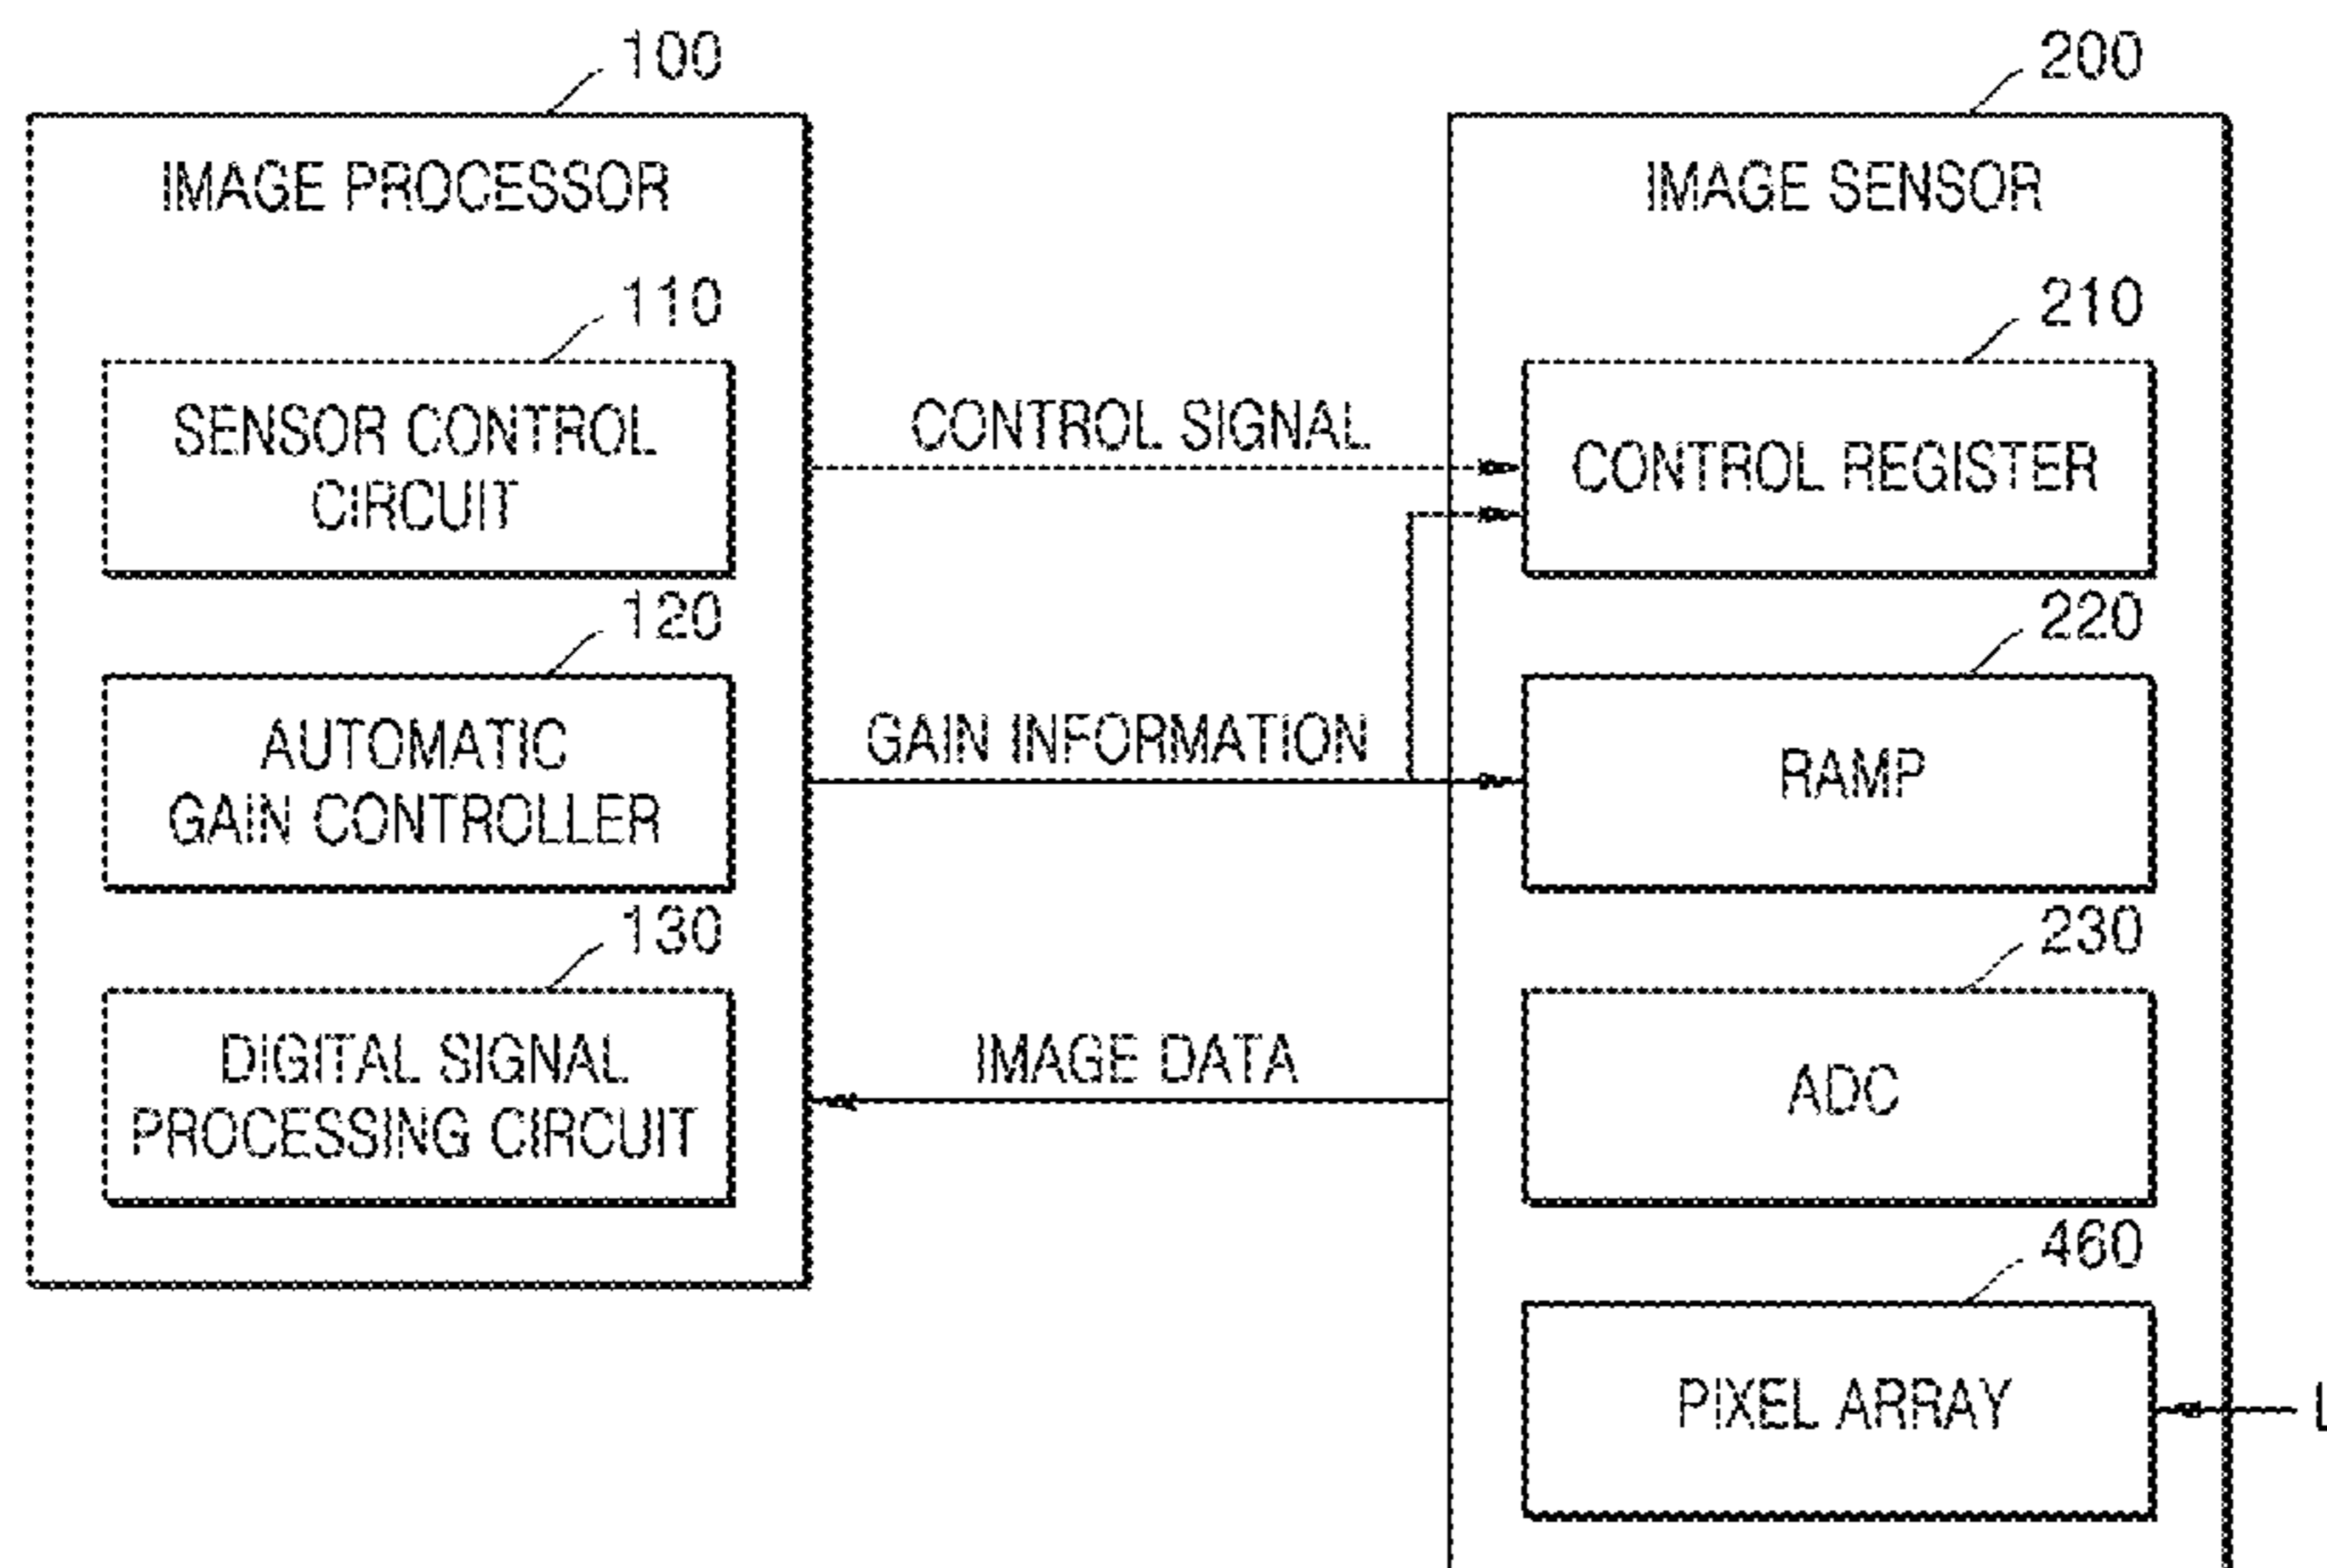 100
IMAGE PROCESSOR
110
SENSOR CONTROL
CIRCUIT
120
AUTOMATIC
GAIN CONTROLLER
130
DIGITAL SIGNAL
PROCESSING CIRCUIT
CONTROL SIGNAL
GAIN INFORMATION
IMAGE DATA
200
IMAGE SENSOR
210
CONTROL REGISTER
220
RAMP
230
ADC
460
PIXEL ARRAY